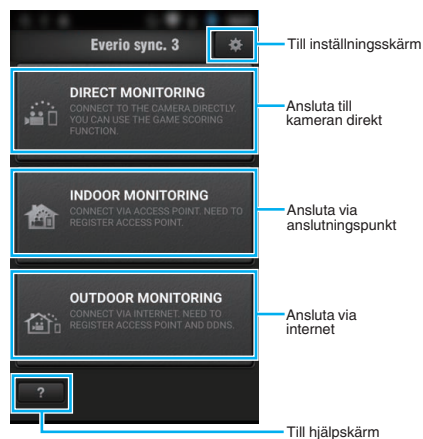 Everio sync. 3
Till inställningsskärm
DIRECT MONITORING
CONNECT TO THE CAMERA DIRECTLY.
YOU CAN USE THE GAME SCORING
FUNCTION.
Ansluta till
kameran direkt
INDOOR MONITORING
CONNECT VIA ACCESS POINT. NEED TO
REGISTER ACCESS POINT.
Ansluta via
anslutningspunkt
OUTDOOR MONITORING
CONNECT VIA INTERNET. NEED TO
REGISTER ACCESS POINT AND DDNS.
Ansluta via
internet
?
Till hjälpskärm